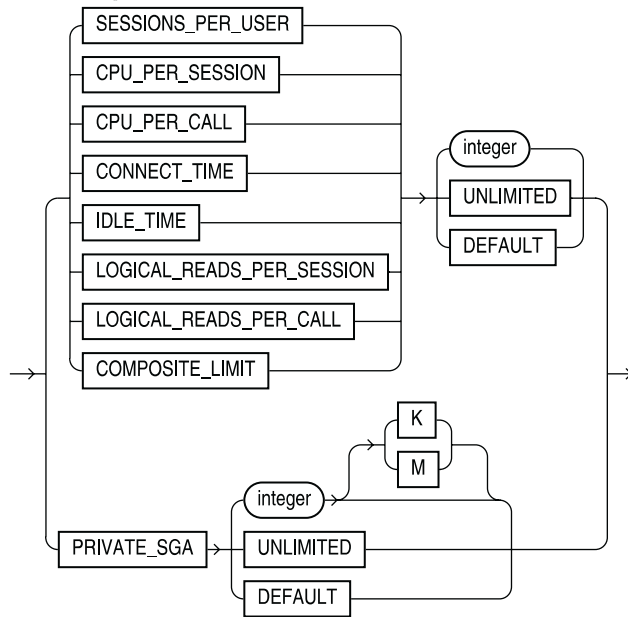 SESSIONS_PER_USER
CPU_PER_SESSION
CPU_PER_CALL
CONNECT_TIME
IDLE_TIME
LOGICAL_READS_PER_SESSION
LOGICAL_READS_PER_CALL
COMPOSITE_LIMIT
integer
UNLIMITED
DEFAULT
PRIVATE_SGA
integer
K
M
UNLIMITED
DEFAULT